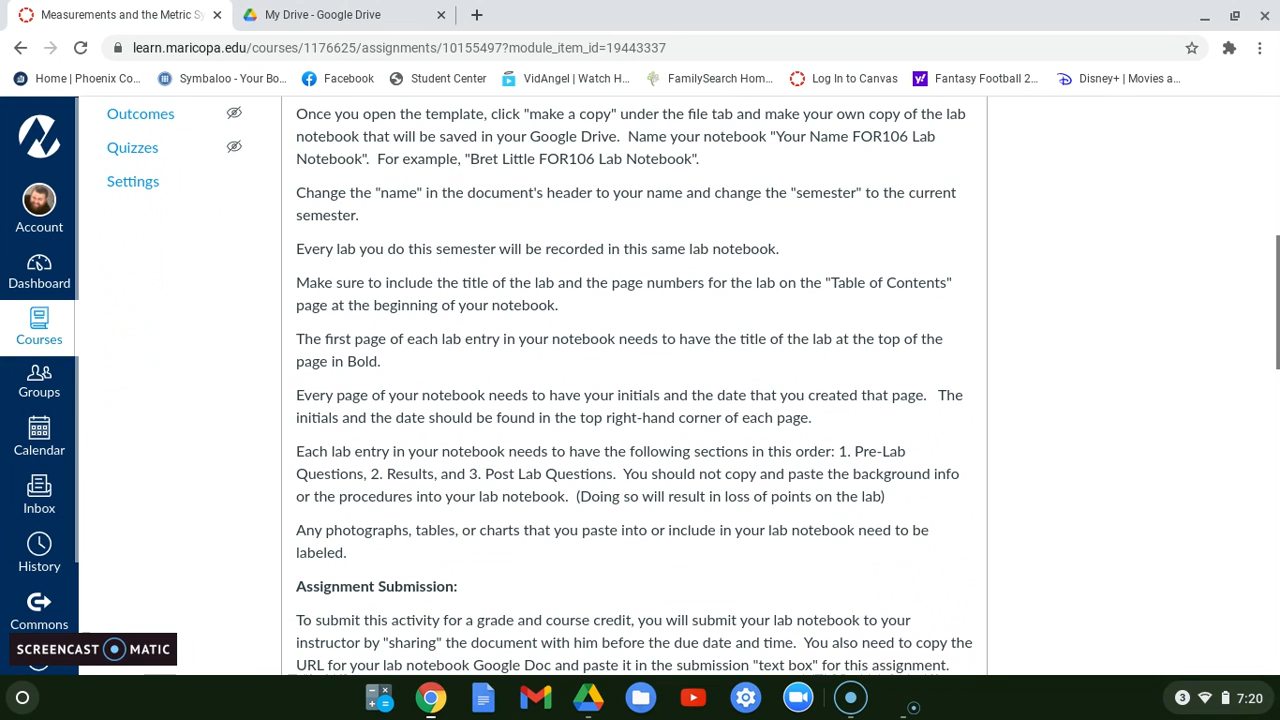 Measurements and the Metric Sy
My Drive - Google Drive
learn.maricopa.edu/courses/1176625/assignments/10155497?module_item_id=19443337
Home | Phoenix Co...
Symbaloo - Your Bo...
Facebook
Student Center
VidAngel | Watch H...
FamilySearch Hom...
Log In to Canvas
Fantasy Football 2...
Disney+ | Movies a...
Account
Dashboard
Courses
Groups
Calendar
Inbox
History
Commons
Outcomes
Quizzes
Settings
Once you open the template, click "make a copy" under the file tab and make your own copy of the lab
notebook that will be saved in your Google Drive.  Name your notebook "Your Name FOR106 Lab
Notebook".  For example, "Bret Little FOR106 Lab Notebook".
Change the "name" in the document's header to your name and change the "semester" to the current
semester.
Every lab you do this semester will be recorded in this same lab notebook.
Make sure to include the title of the lab and the page numbers for the lab on the "Table of Contents"
page at the beginning of your notebook.
The first page of each lab entry in your notebook needs to have the title of the lab at the top of the
page in Bold.
Every page of your notebook needs to have your initials and the date that you created that page.   The
initials and the date should be found in the top right-hand corner of each page.
Each lab entry in your notebook needs to have the following sections in this order: 1. Pre-Lab
Questions, 2. Results, and 3. Post Lab Questions.  You should not copy and paste the background info
or the procedures into your lab notebook.  (Doing so will result in loss of points on the lab)
Any photographs, tables, or charts that you paste into or include in your lab notebook need to be
labeled.
Assignment Submission:
To submit this activity for a grade and course credit, you will submit your lab notebook to your
instructor by "sharing" the document with him before the due date and time.  You also need to copy the
URL for your lab notebook Google Doc and paste it in the submission "text box" for this assignment.
SCREENCAST MATIC
3
7:20